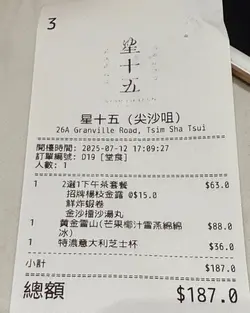 3
星十五
星十五（尖沙咀）
26A Granville Road, Tsim Sha Tsui
開檯時間: 2025-07-12 17:09:27
訂單編號: 019 [堂食]
人數: 1
1 2選1下午茶套餐 $63.0
招牌楊枝金露 @$15.0
鮮炸蝦卷
金沙擂沙湯丸
1 黃金雪山(芒果椰汁雪燕綿綿 $88.0
冰)
1 特濃意大利芝士杯 $36.0
小計 $187.0
總額 $187.0